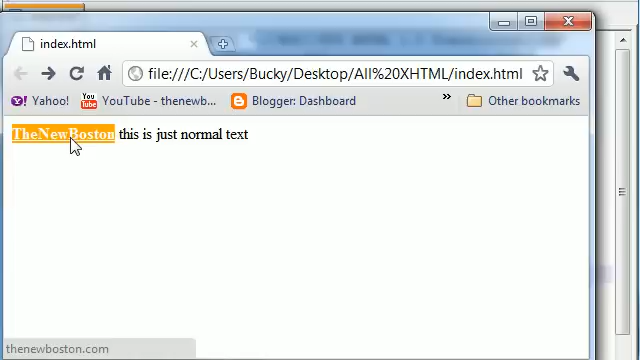 index.html
file:///C:/Users/Bucky/Desktop/All%20XHTML/index.html
Yahoo! YouTube - thenewb... Blogger: Dashboard » Other bookmarks
TheNewBoston this is just normal text
thenewboston.com